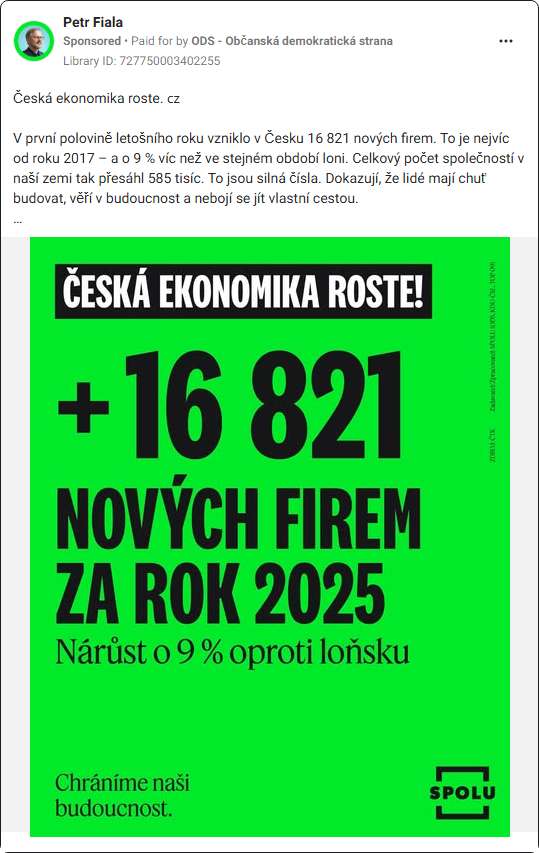 Petr Fiala
Sponsored • Paid for by ODS - Občanská demokratická strana
Library ID: 727750003402255
Česká ekonomika roste. cz
V první polovině letošního roku vzniklo v Česku 16 821 nových firem. To je nejvíc
od roku 2017 – a o 9 % víc než ve stejném období loni. Celkový počet společností v
naší zemi tak přesáhl 585 tisíc. To jsou silná čísla. Dokazují, že lidé mají chuť
budovat, věří v budoucnost a nebojí se jít vlastní cestou.
...
ČESKÁ EKONOMIKA ROSTE!
+16 821
NOVÝCH FIREM
ZA ROK 2025
Nárůst o 9 % oproti loňsku
Chráníme naši
budoucnost.
SPOLU
ZDROJ: ČTK